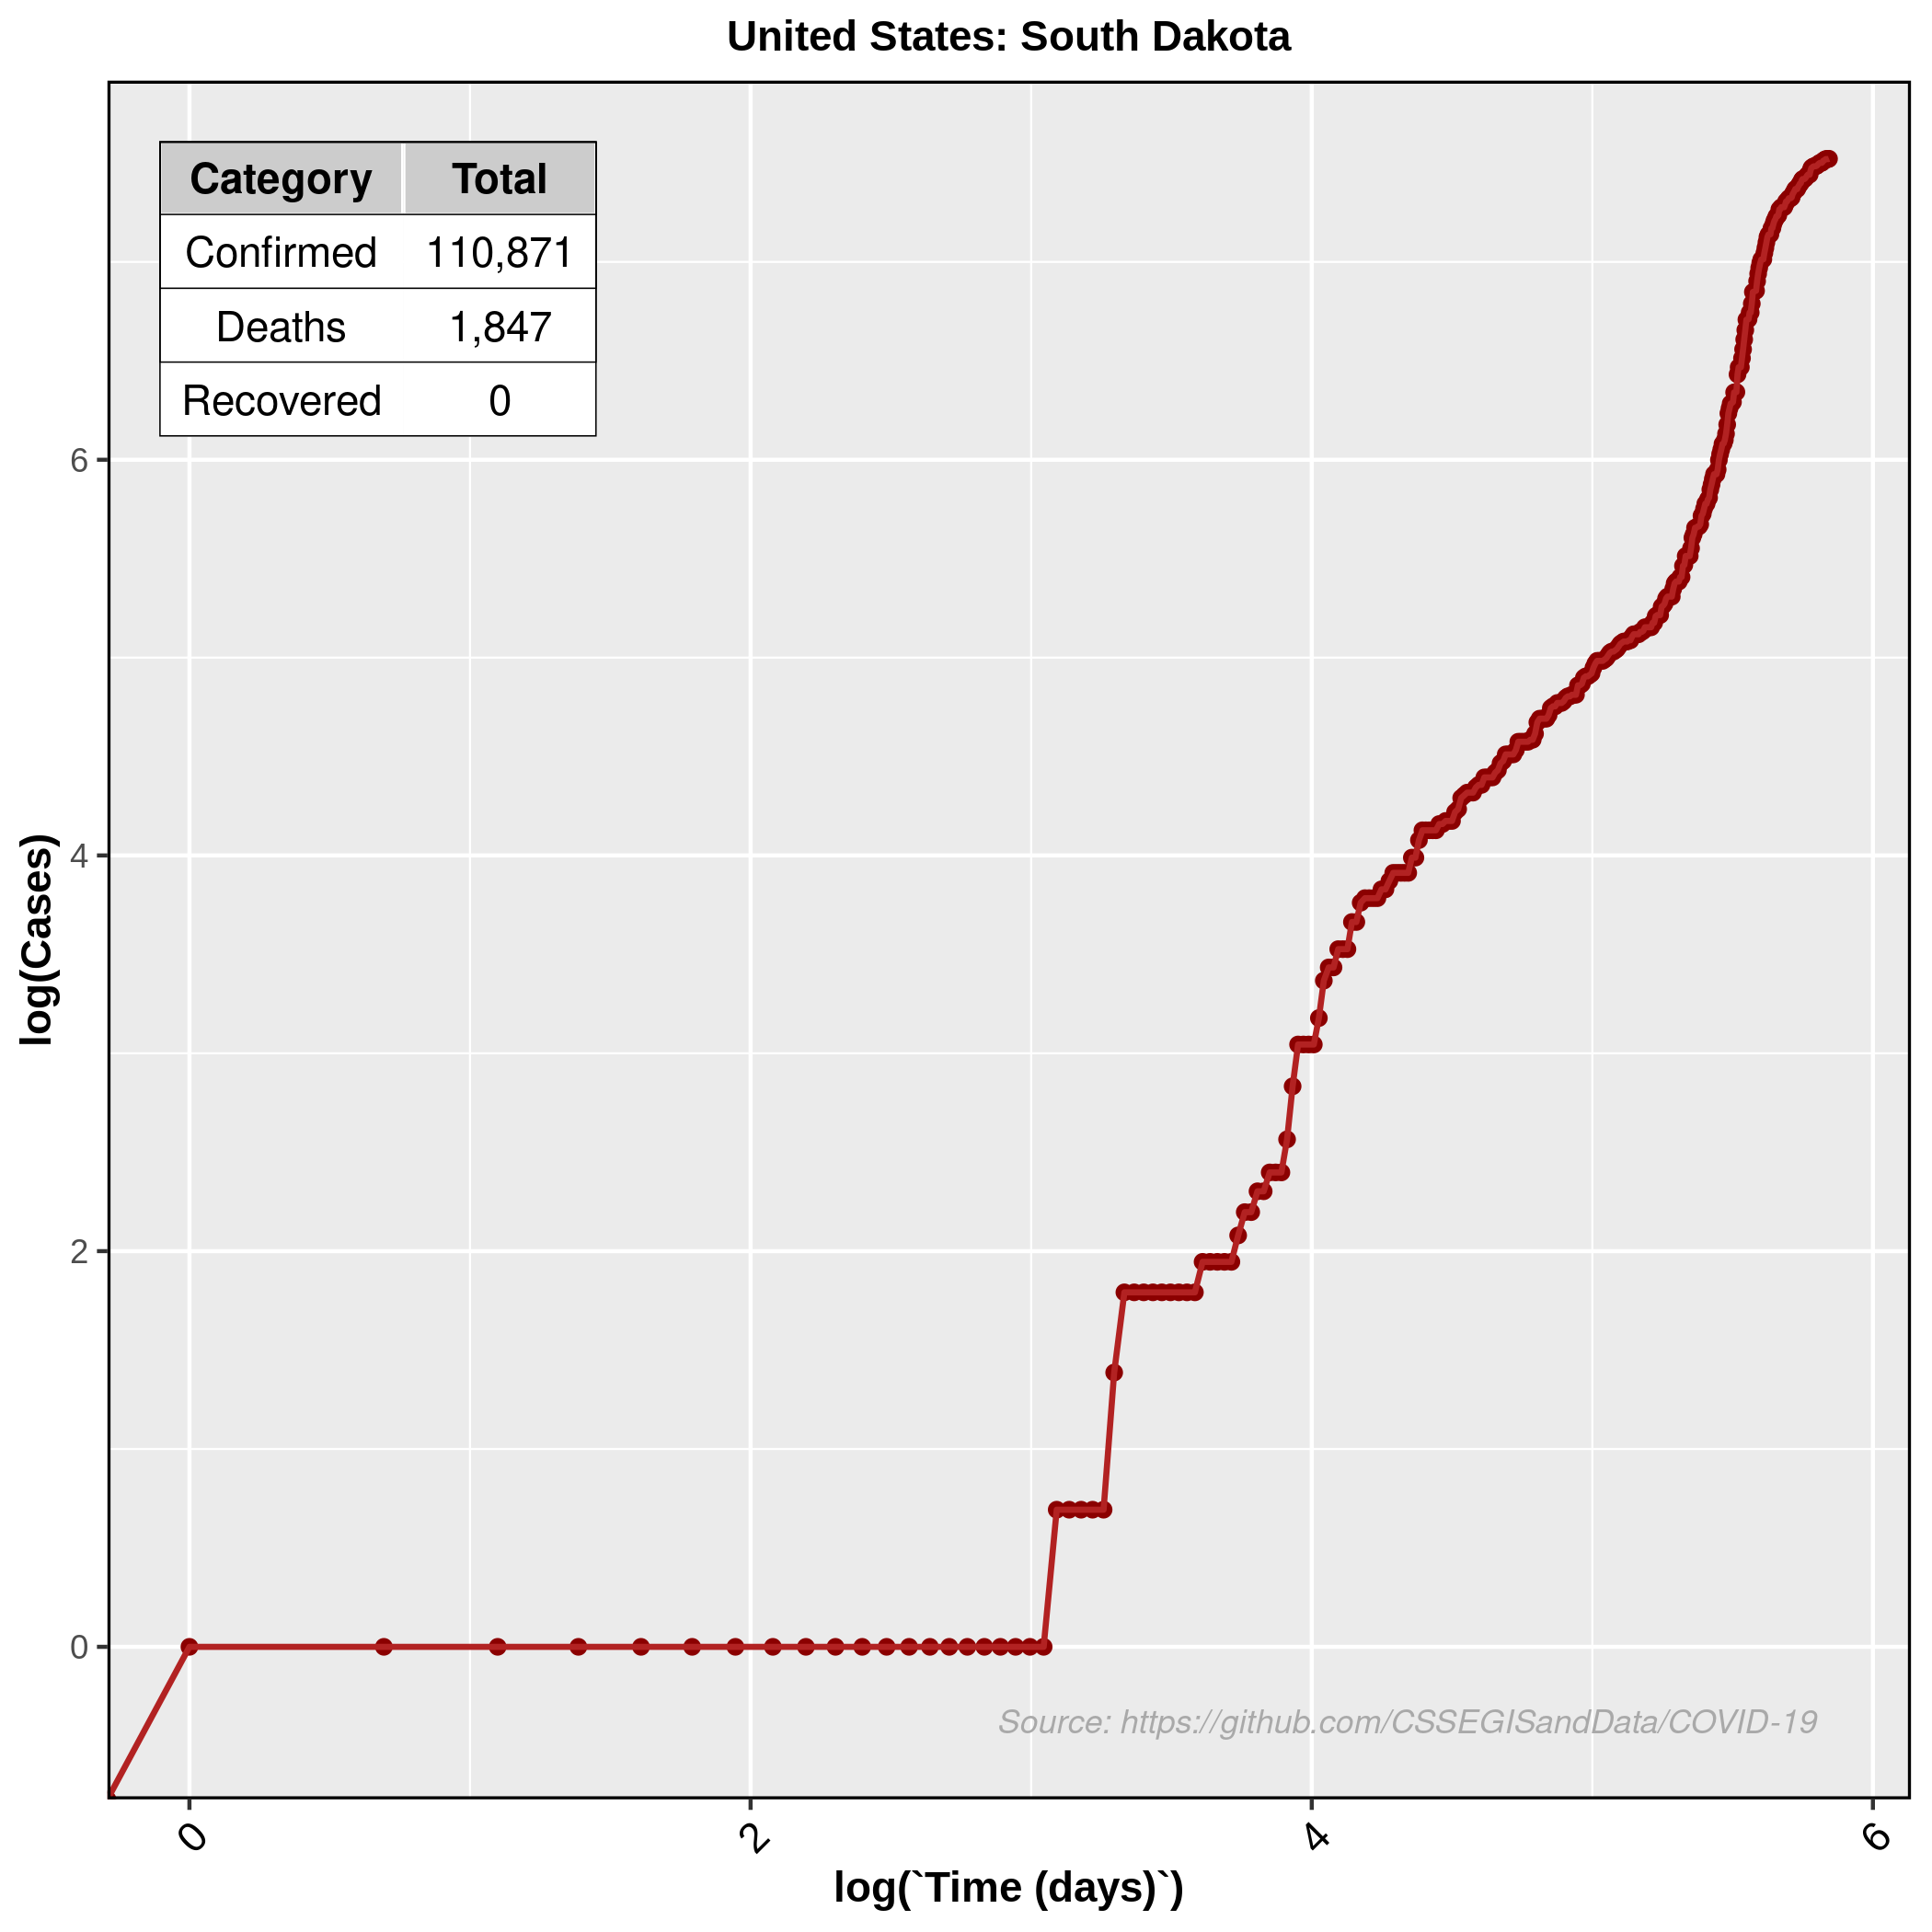 United States: South Dakota
Category Total
Confirmed 110,871
Deaths 1,847
Recovered 0
6
4
2
0
log(Cases)
Source: https://github.com/CSSEGISandData/COVID-19
0 2 4 6
log(`Time (days)`)